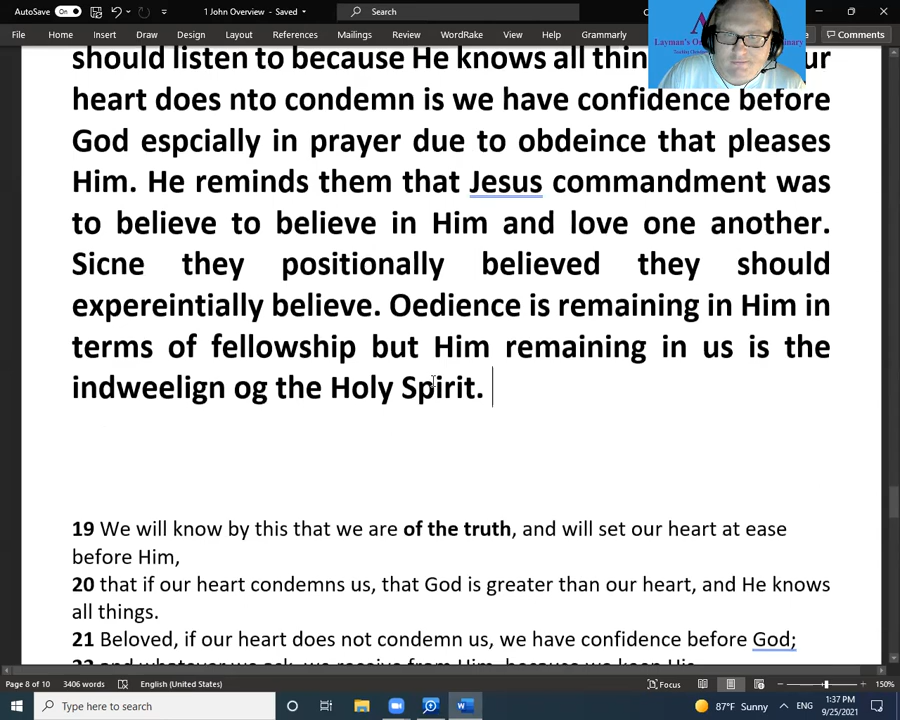 AutoSave On 1 John Overview - Saved Search
File Home Insert Draw Design Layout References Mailings Review View WordRake Help Grammarly Comments
should listen to because He knows all
heart does nto condemn is we have confidence before
God espcially in prayer due to obdeince that pleases
Him. He reminds them that Jesus commandment was
to believe to believe in Him and love one another.
Sicne they positionally believed they should
expereintially believe. Oedience is remaining in Him in
terms of fellowship but Him remaining in us is the
indweelign og the Holy Spirit.
19 We will know by this that we are of the truth, and will set our heart at ease
before Him,
20 that if our heart condemns us, that God is greater than our heart, and He knows
all things.
21 Beloved, if our heart does not condemn us, we have confidence before God;
Page 8 of 10 3406 words English (United States) Focus 150%
Type here to search 87°F Sunny ENG 1:37 PM
9/25/2021